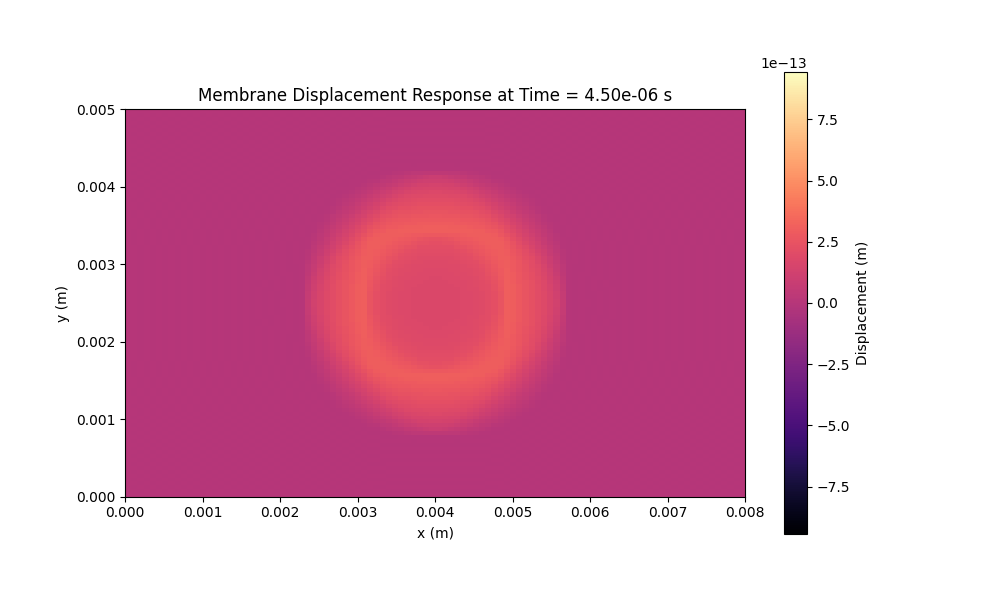 1e−13
Membrane Displacement Response at Time = 4.50e-06 s
0.005
0.004
0.003
0.002
0.001
0.000
y (m)
0.000 0.001 0.002 0.003 0.004 0.005 0.006 0.007 0.008
x (m)
7.5
5.0
2.5
0.0
−2.5
−5.0
−7.5
Displacement (m)